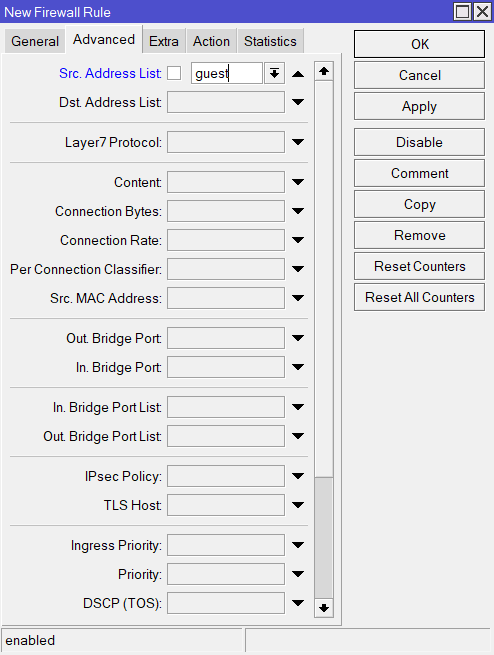 New Firewall Rule
General Advanced Extra Action Statistics
Src. Address List: guest
Dst. Address List:
Layer7 Protocol:
Content:
Connection Bytes:
Connection Rate:
Per Connection Classifier:
Src. MAC Address:
Out. Bridge Port:
In. Bridge Port:
In. Bridge Port List:
Out. Bridge Port List:
IPsec Policy:
TLS Host:
Ingress Priority:
Priority:
DSCP (TOS):
OK
Cancel
Apply
Disable
Comment
Copy
Remove
Reset Counters
Reset All Counters
enabled